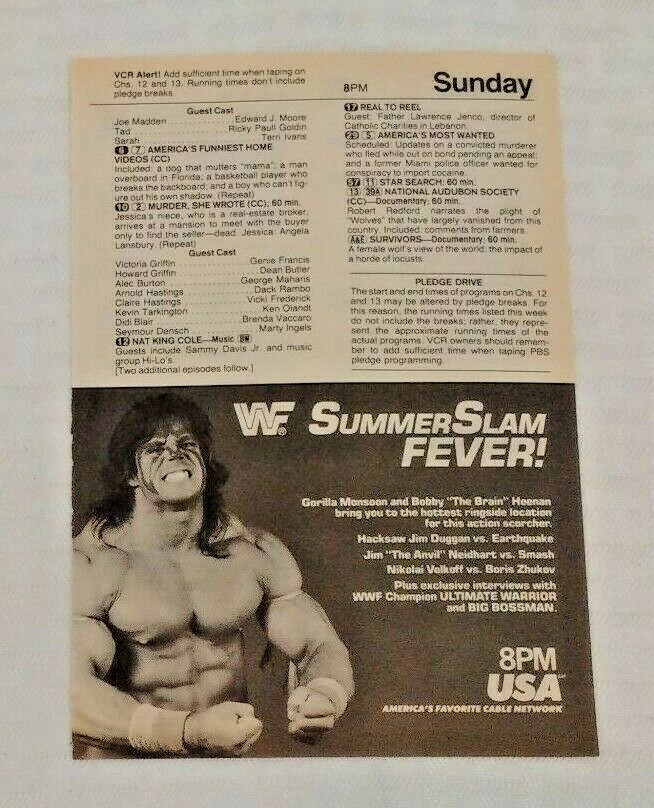 VCR Alert! Add sufficient time when taping on
Chs. 12 and 13. Running times don't include
pledge breaks.
8PM Sunday
Guest Cast
Joe Madden ................ Edward J. Moore
Tad ................ Ricky Paull Goldin
Sarah ................ Terri Ivans
6 7 AMERICA'S FUNNIEST HOME
VIDEOS (CC)
Included: a dog that mutters "mama"; a man
overboard in Florida; a basketball player who
breaks the backboard; and a boy who can't fig-
ure out his own shadow. (Repeat)
10 2 MURDER, SHE WROTE (CC); 60 min.
Jessica's niece, who is a real-estate broker,
arrives at a mansion to meet with the buyer
only to find the seller—dead. Jessica: Angela
Lansbury. (Repeat)
Guest Cast
Victoria Griffin ................ Genie Francis
Howard Griffin ................ Dean Butler
Alec Burton ................ George Maharis
Arnold Hastings ................ Dack Rambo
Claire Hastings ................ Vicki Frederick
Kevin Tarkington ................ Ken Olandt
Didi Blair ................ Brenda Vaccaro
Seymour Densch ................ Marty Ingels
12 NAT KING COLE—Music BW
Guests include Sammy Davis Jr. and music
group Hi-Lo's.
[Two additional episodes follow.]
17 REAL TO REEL
Guest: Father Lawrence Jenco, director of
Catholic Charities in Lebanon.
29 5 AMERICA'S MOST WANTED
Scheduled: Updates on a convicted murderer
who fled while out on bond pending an appeal;
and a former Miami police officer wanted for
conspiracy to import cocaine.
57 11 STAR SEARCH; 60 min.
13 39A NATIONAL AUDUBON SOCIETY
(CC)—Documentary; 60 min.
Robert Redford narrates the plight of
"Wolves" that have largely vanished from this
country. Included: comments from farmers.
A&E SURVIVORS—Documentary; 60 min.
A female wolf's view of the world; the impact of
a horde of locusts.
PLEDGE DRIVE
The start and end times of programs on Chs. 12
and 13 may be altered by pledge breaks. For
this reason, the running times listed this week
do not include the breaks; rather, they repre-
sent the approximate running times of the
actual programs. VCR owners should remem-
ber to add sufficient time when taping PBS
pledge programming.
WF SUMMERSLAM
FEVER!
Gorilla Monsoon and Bobby "The Brain" Heenan
bring you to the hottest ringside location
for this action scorcher.
Hacksaw Jim Duggan vs. Earthquake
Jim "The Anvil" Neidhart vs. Smash
Nikolai Volkoff vs. Boris Zhukov
Plus exclusive interviews with
WWF Champion ULTIMATE WARRIOR
and BIG BOSSMAN.
8PM
USA
AMERICA'S FAVORITE CABLE NETWORK